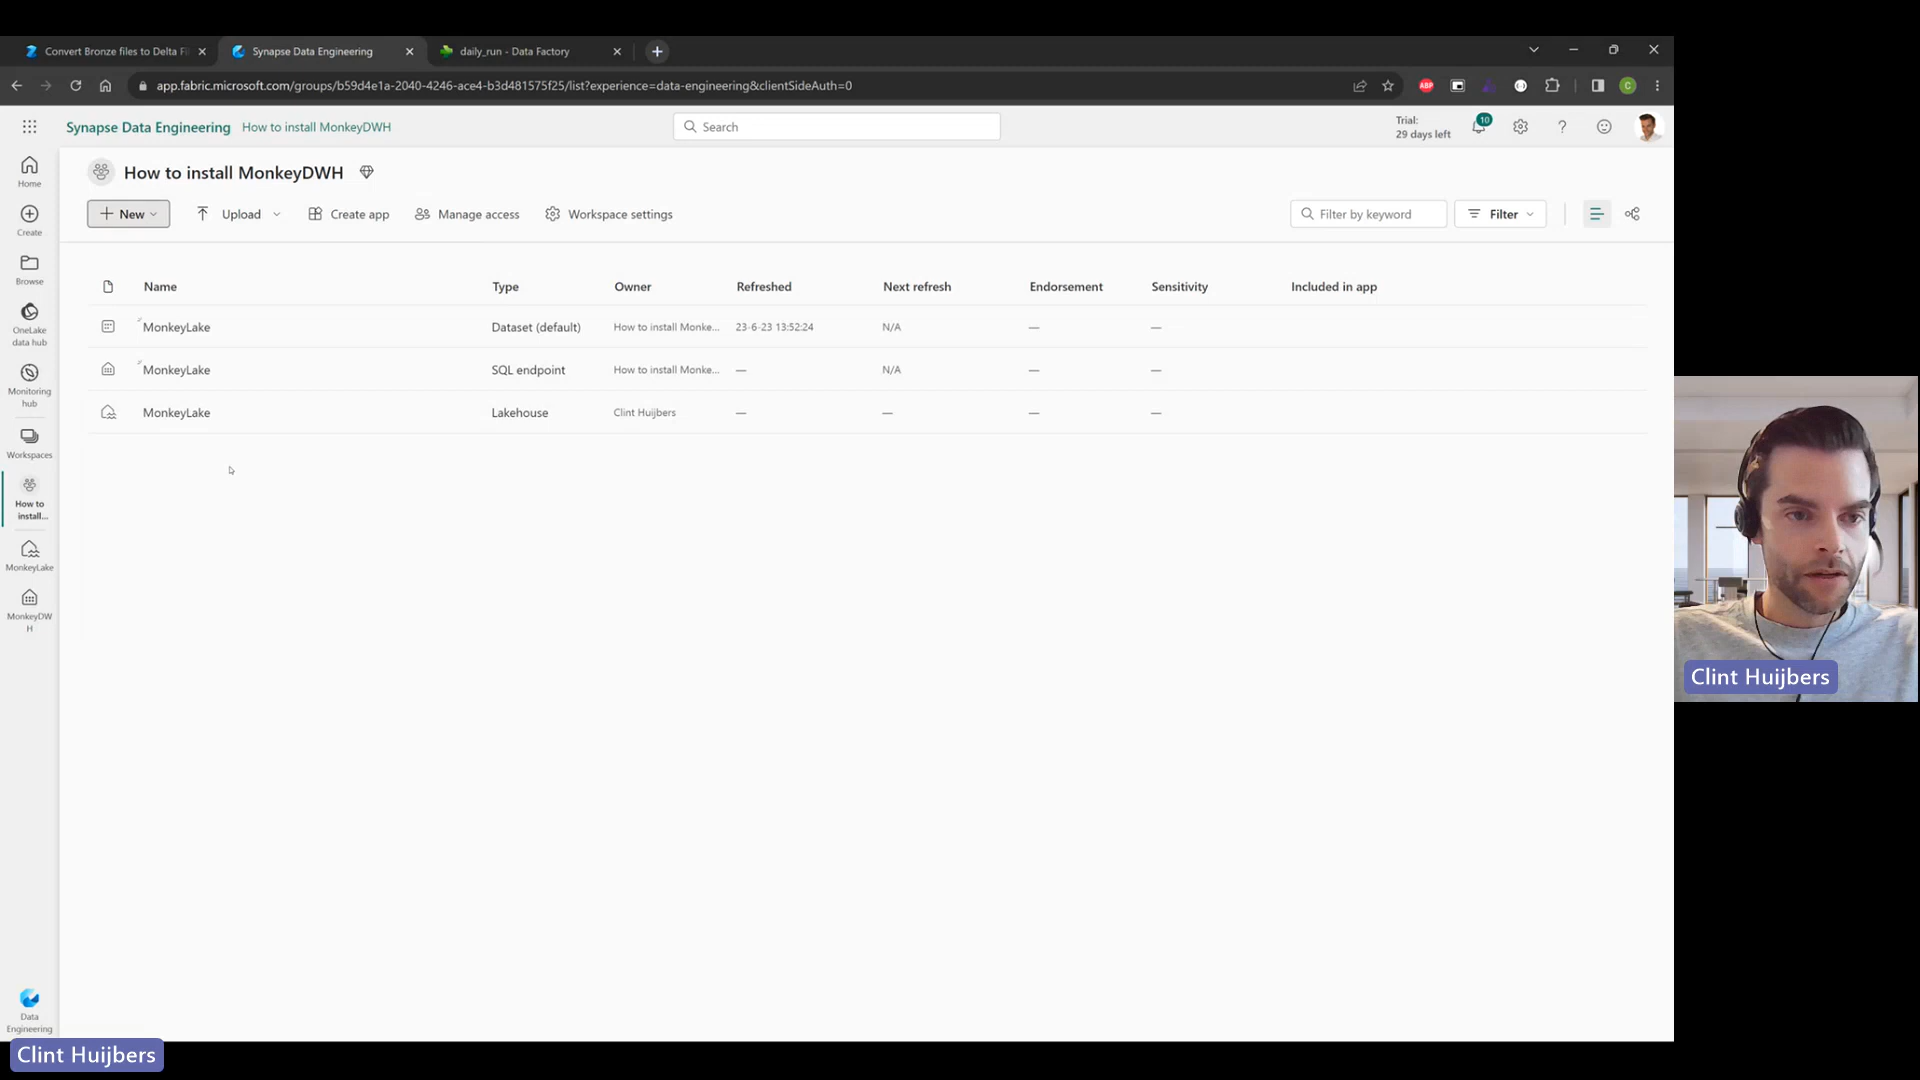 Convert Bronze files to Delta Fi
Synapse Data Engineering
daily_run - Data Factory
app.fabric.microsoft.com/groups/b59d4e1a-2040-4246-ace4-b3d481575f25/list?experience=data-engineering&clientSideAuth=0
ABP
C
Synapse Data Engineering
How to install MonkeyDWH
Search
Trial:
29 days left
10
Home
Create
Browse
OneLake
data hub
Monitoring
hub
Workspaces
How to
install...
MonkeyLake
MonkeyDW
H
Data
Engineering
How to install MonkeyDWH
New
Upload
Create app
Manage access
Workspace settings
Filter by keyword
Filter
Name Type Owner Refreshed Next refresh Endorsement Sensitivity Included in app
MonkeyLake Dataset (default) How to install Monke... 23-6-23 13:52:24 N/A — —
MonkeyLake SQL endpoint How to install Monke... — N/A — —
MonkeyLake Lakehouse Clint Huijbers — — — —
Clint Huijbers
Clint Huijbers